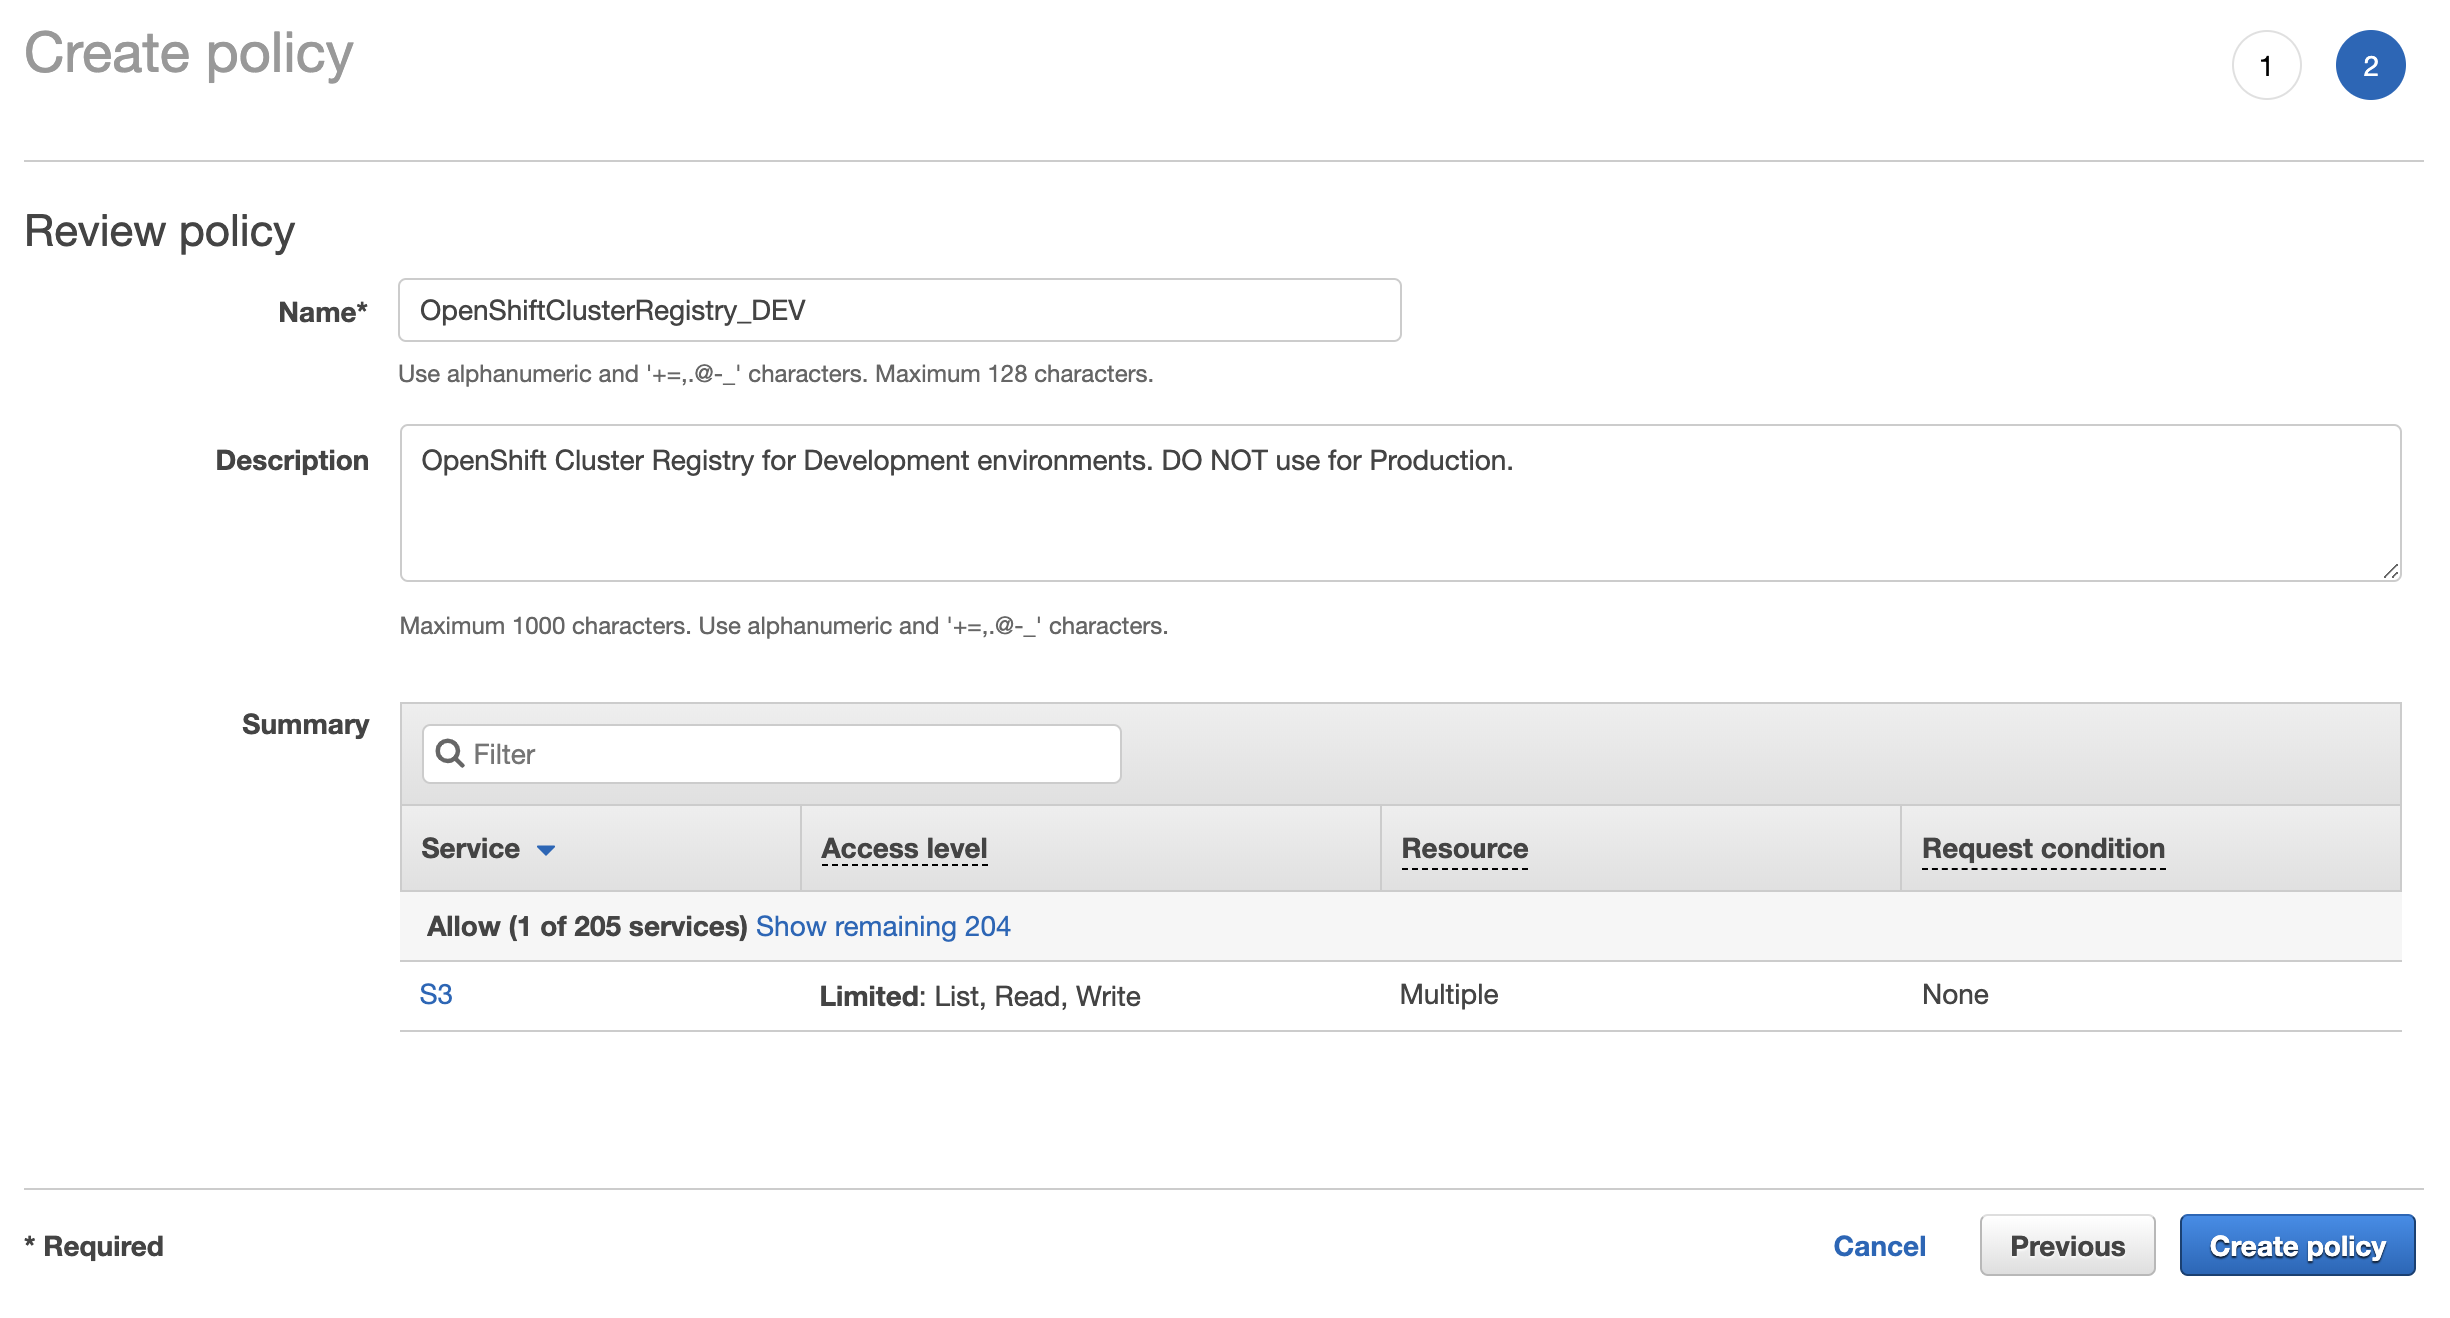 Create policy
1
2
Review policy
Name*
OpenShiftClusterRegistry_DEV
Use alphanumeric and '+=,.@-_' characters. Maximum 128 characters.
Description
OpenShift Cluster Registry for Development environments. DO NOT use for Production.
Maximum 1000 characters. Use alphanumeric and '+=,.@-_' characters.
Summary
Filter
Service Access level Resource Request condition
Allow (1 of 205 services) Show remaining 204
S3 Limited: List, Read, Write Multiple None
* Required
Cancel
Previous
Create policy